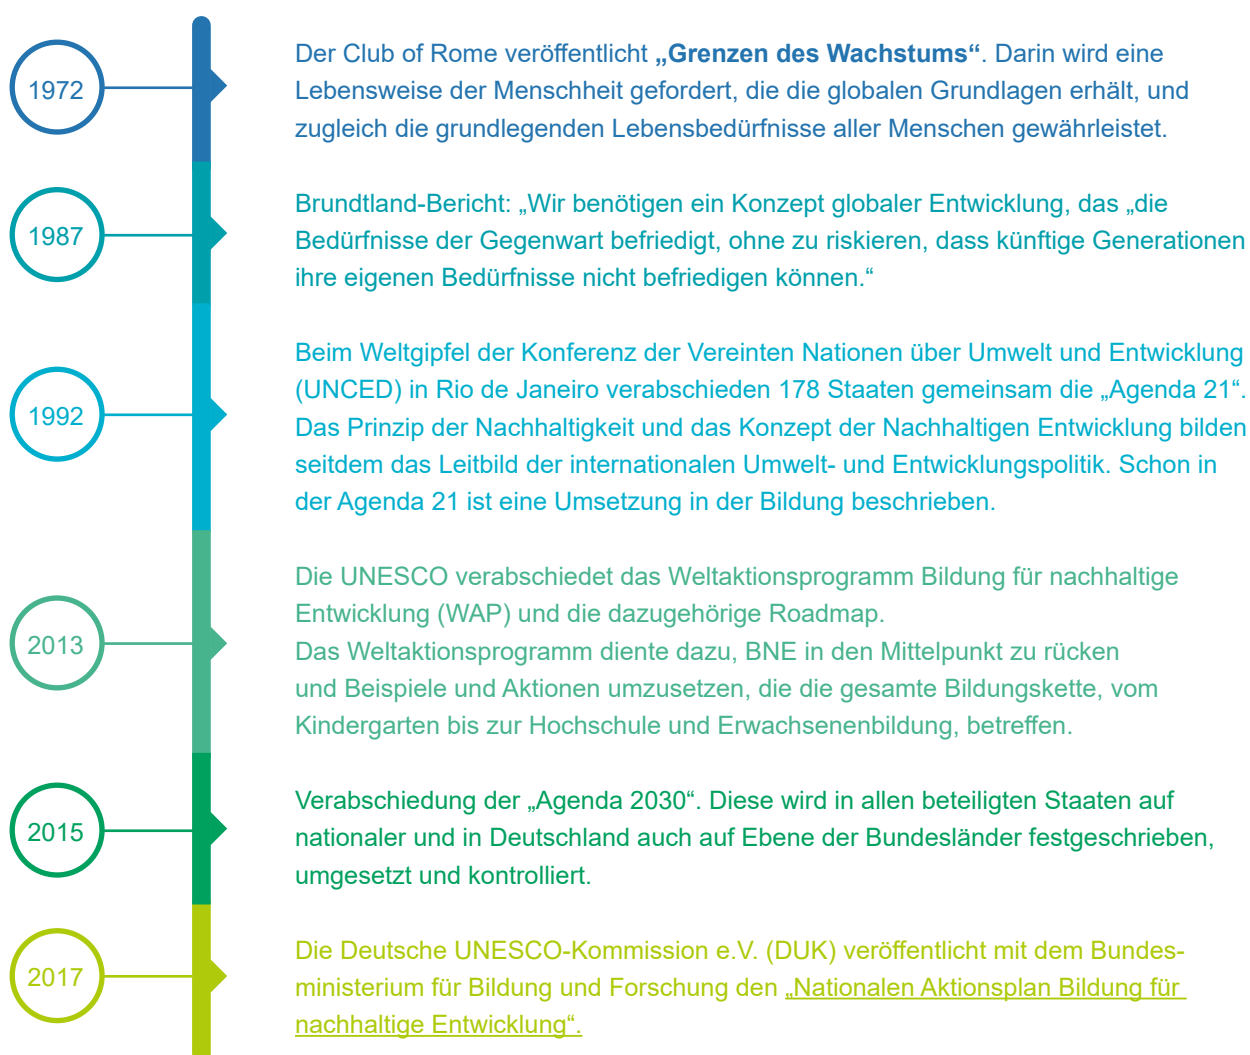 1972
Der Club of Rome veröffentlicht „Grenzen des Wachstums“. Darin wird eine
Lebensweise der Menschheit gefordert, die die globalen Grundlagen erhält, und
zugleich die grundlegenden Lebensbedürfnisse aller Menschen gewährleistet.
1987
Brundtland-Bericht: „Wir benötigen ein Konzept globaler Entwicklung, das „die
Bedürfnisse der Gegenwart befriedigt, ohne zu riskieren, dass künftige Generationen
ihre eigenen Bedürfnisse nicht befriedigen können.“
1992
Beim Weltgipfel der Konferenz der Vereinten Nationen über Umwelt und Entwicklung
(UNCED) in Rio de Janeiro verabschieden 178 Staaten gemeinsam die „Agenda 21“.
Das Prinzip der Nachhaltigkeit und das Konzept der Nachhaltigen Entwicklung bilden
seitdem das Leitbild der internationalen Umwelt- und Entwicklungspolitik. Schon in
der Agenda 21 ist eine Umsetzung in der Bildung beschrieben.
2013
Die UNESCO verabschiedet das Weltaktionsprogramm Bildung für nachhaltige
Entwicklung (WAP) und die dazugehörige Roadmap.
Das Weltaktionsprogramm diente dazu, BNE in den Mittelpunkt zu rücken
und Beispiele und Aktionen umzusetzen, die die gesamte Bildungskette, vom
Kindergarten bis zur Hochschule und Erwachsenenbildung, betreffen.
2015
Verabschiedung der „Agenda 2030“. Diese wird in allen beteiligten Staaten auf
nationaler und in Deutschland auch auf Ebene der Bundesländer festgeschrieben,
umgesetzt und kontrolliert.
2017
Die Deutsche UNESCO-Kommission e.V. (DUK) veröffentlicht mit dem Bundes-
ministerium für Bildung und Forschung den „Nationalen Aktionsplan Bildung für
nachhaltige Entwicklung“.